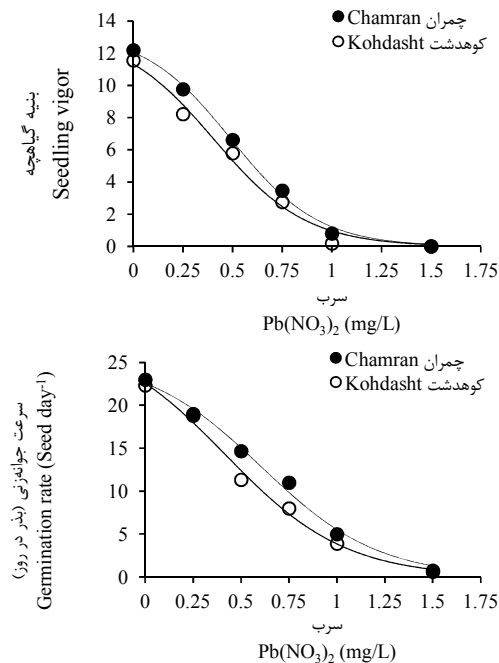 Chamran چمران
Kohdasht کوهدشت
بنیه گیاهچه
Seedling vigor
14
12
10
8
6
4
2
0
0 0.25 0.5 0.75 1 1.25 1.5 1.75
سرب
Pb(NO₃)₂ (mg/L)
Chamran چمران
Kohdasht کوهدشت
سرعت جوانه‌زنی (بذر در روز)
Germination rate (Seed day⁻¹)
25
20
15
10
5
0
0 0.25 0.5 0.75 1 1.25 1.5 1.75
سرب
Pb(NO₃)₂ (mg/L)